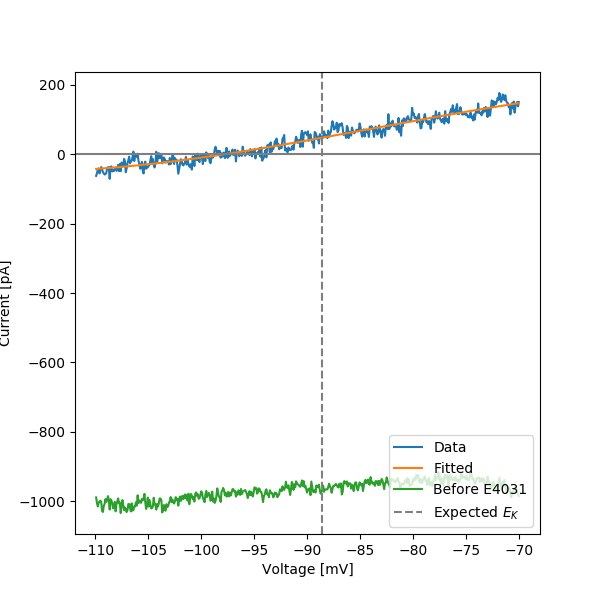 200
0
−200
−400
−600
−800
−1000
Current [pA]
−110
−105
−100
−95
−90
−85
−80
−75
−70
Voltage [mV]
Data
Fitted
Before E4031
Expected E_K